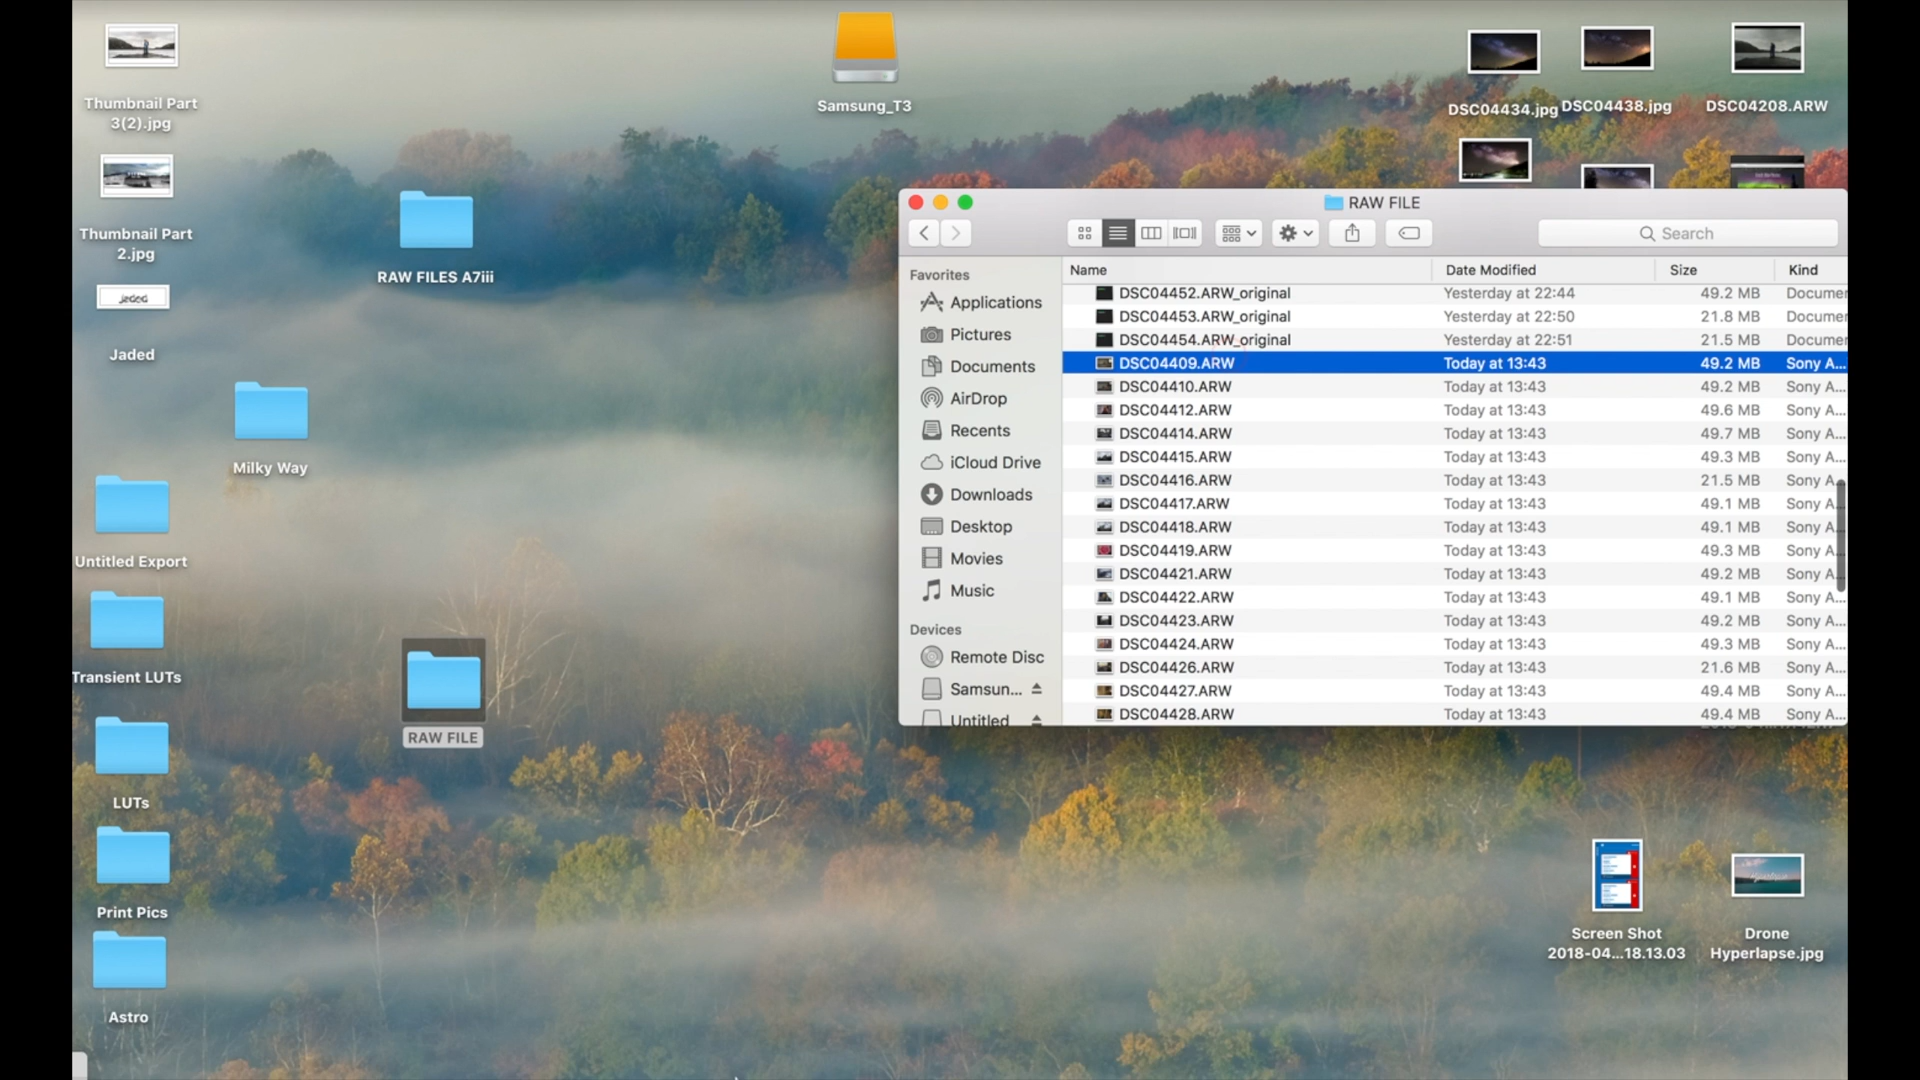 Thumbnail Part
3(2).jpg
Thumbnail Part
2.jpg
jaded
Jaded
Untitled Export
Transient LUTs
LUTs
Print Pics
Astro
RAW FILES A7iii
Milky Way
RAW FILE
Samsung_T3
DSC04434.jpg
DSC04438.jpg
DSC04208.ARW
RAW FILE
Search
Favorites
Applications
Pictures
Documents
AirDrop
Recents
iCloud Drive
Downloads
Desktop
Movies
Music
Devices
Remote Disc
Samsun...
Untitled
Name Date Modified Size Kind
DSC04452.ARW_original Yesterday at 22:44 49.2 MB Documen
DSC04453.ARW_original Yesterday at 22:50 21.8 MB Documen
DSC04454.ARW_original Yesterday at 22:51 21.5 MB Documen
DSC04409.ARW Today at 13:43 49.2 MB Sony A...
DSC04410.ARW Today at 13:43 49.2 MB Sony A...
DSC04412.ARW Today at 13:43 49.6 MB Sony A...
DSC04414.ARW Today at 13:43 49.7 MB Sony A...
DSC04415.ARW Today at 13:43 49.3 MB Sony A...
DSC04416.ARW Today at 13:43 21.5 MB Sony A...
DSC04417.ARW Today at 13:43 49.1 MB Sony A...
DSC04418.ARW Today at 13:43 49.1 MB Sony A...
DSC04419.ARW Today at 13:43 49.3 MB Sony A...
DSC04421.ARW Today at 13:43 49.2 MB Sony A...
DSC04422.ARW Today at 13:43 49.1 MB Sony A...
DSC04423.ARW Today at 13:43 49.2 MB Sony A...
DSC04424.ARW Today at 13:43 49.3 MB Sony A...
DSC04426.ARW Today at 13:43 21.6 MB Sony A...
DSC04427.ARW Today at 13:43 49.4 MB Sony A...
DSC04428.ARW Today at 13:43 49.4 MB Sony A...
Screen Shot
2018-04...18.13.03
Drone
Hyperlapse.jpg